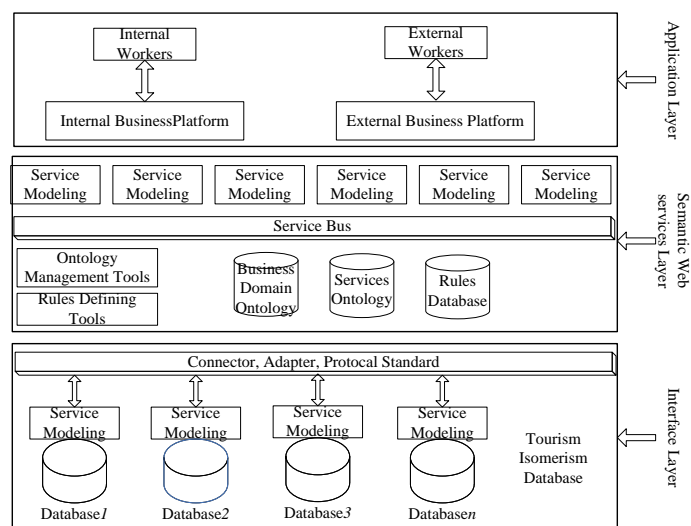 Internal
Workers
External
Workers
Internal BusinessPlatform
External Business Platform
Application Layer
Service
Modeling
Service
Modeling
Service
Modeling
Service
Modeling
Service
Modeling
Service
Modeling
Service Bus
Ontology
Management Tools
Rules Defining
Tools
Business
Domain
Ontology
Services
Ontology
Rules
Database
Semantic Web
services Layer
Connector, Adapter, Protocal Standard
Service
Modeling
Service
Modeling
Service
Modeling
Service
Modeling
Database1
Database2
Database3
Databasen
Tourism
Isomerism
Database
Interface Layer